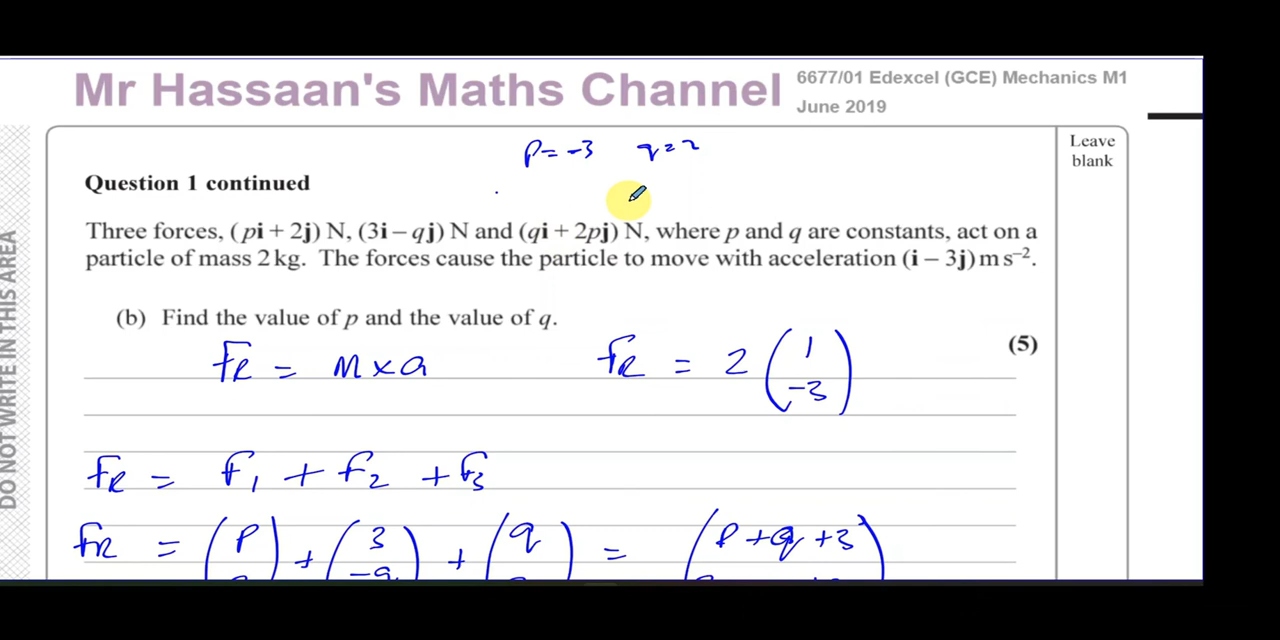 Mr Hassaan's Maths Channel
6677/01 Edexcel (GCE) Mechanics M1
June 2019
Leave
blank
p = -3 q = 2
Question 1 continued
Three forces, (pi + 2j) N, (3i – qj) N and (qi + 2pj) N, where p and q are constants, act on a
particle of mass 2 kg. The forces cause the particle to move with acceleration (i – 3j) m s⁻².
(b) Find the value of p and the value of q.
(5)
FR = m × a FR = 2 (1
-3)
FR = F1 + F2 + F3
FR = (P + (3 + (q = (P + q + 3
-q
DO NOT WRITE IN THIS AREA